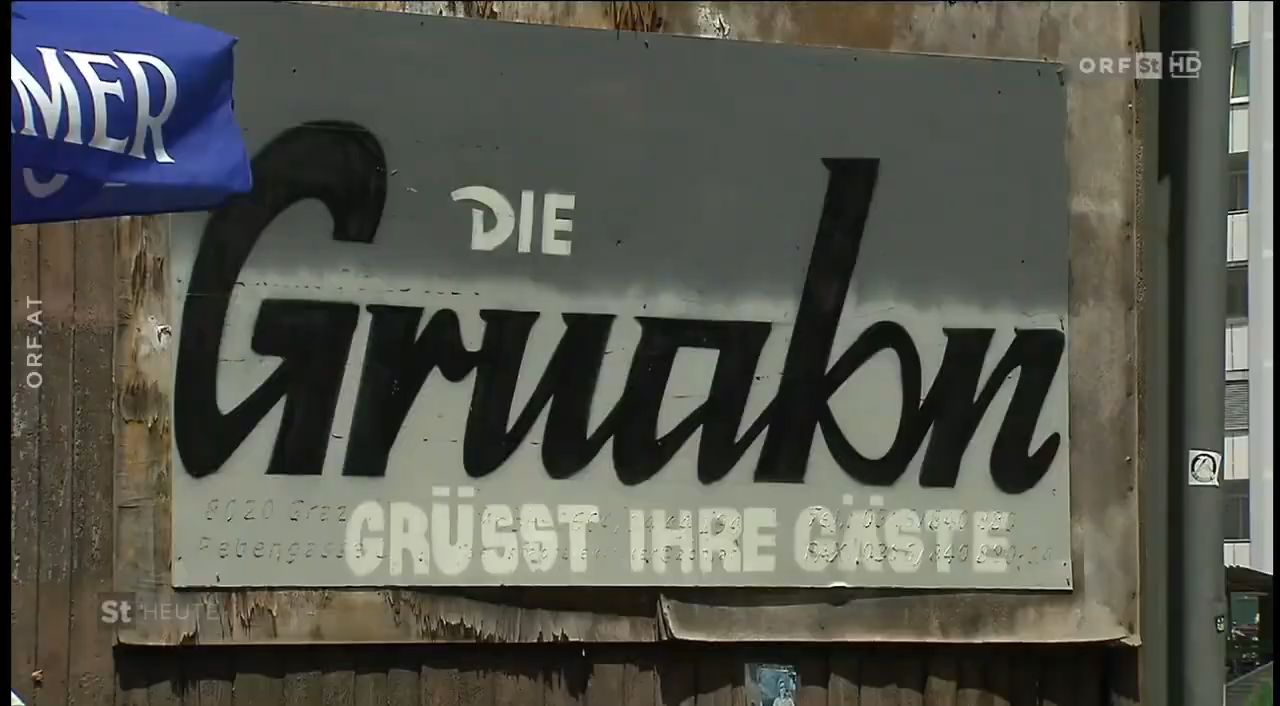 MER
ORF St HD
DIE
Gruabn
GRÜSST IHRE GÄSTE
8020 Graz
ORF.AT
St HEUTE